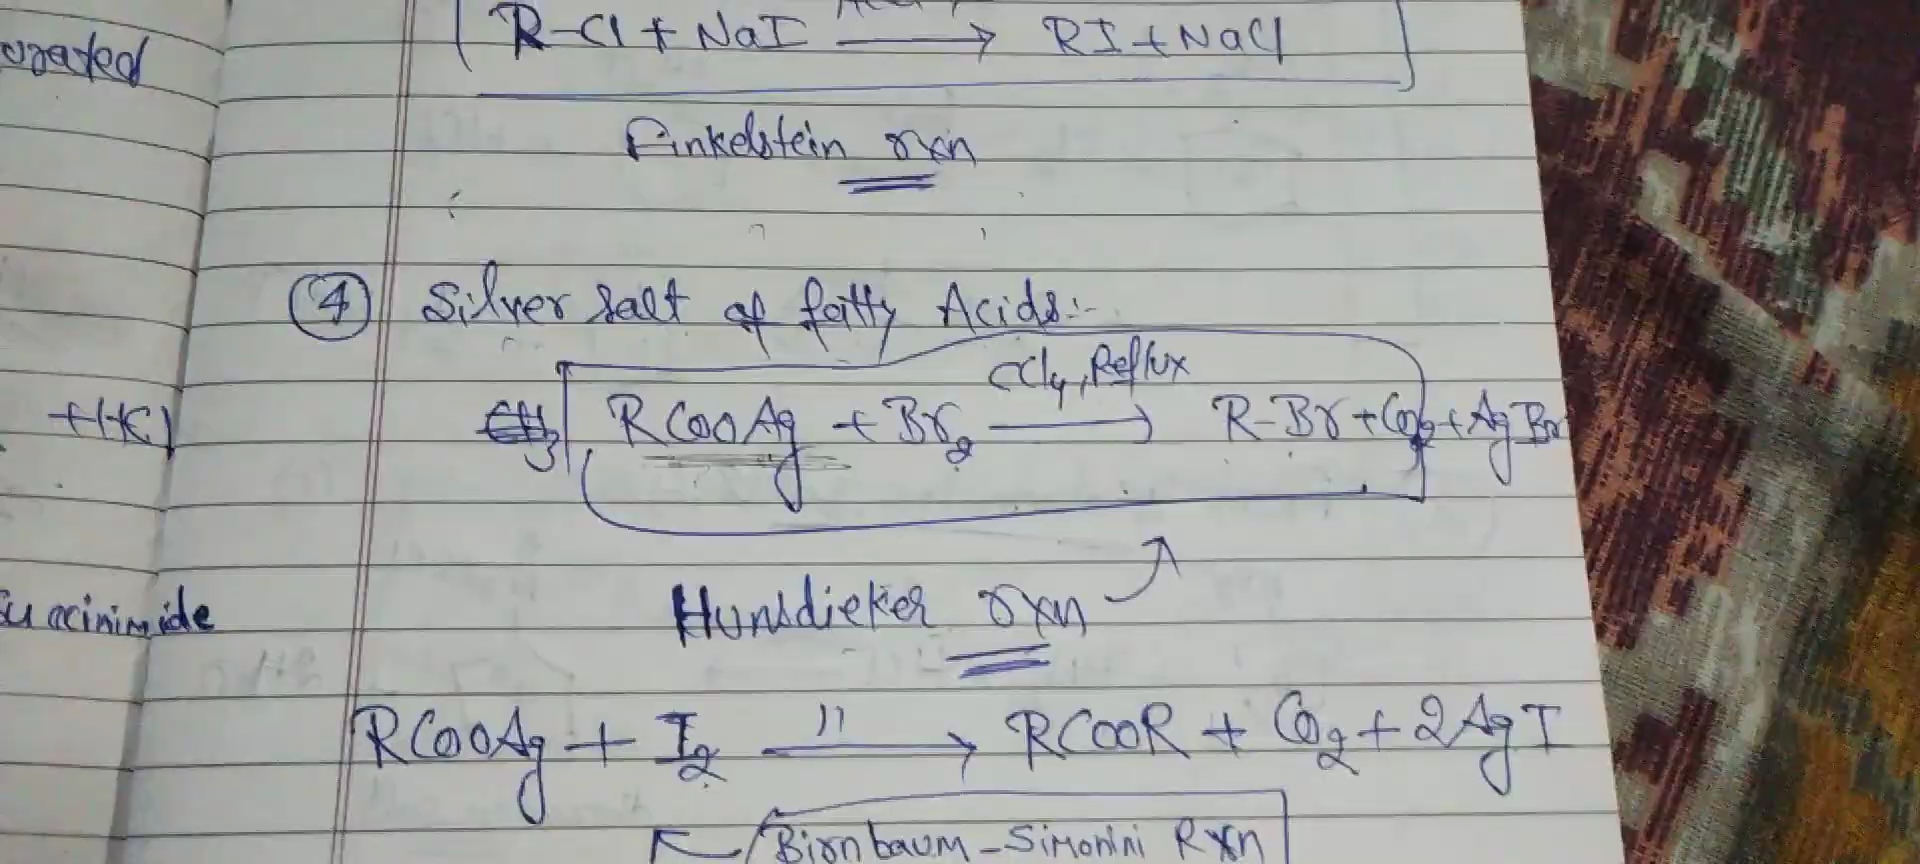 urated
R-Cl + NaI → RI + NaCl
Finkelstein rxn
④ Silver salt of fatty Acids:-
CCl4, Reflux
RCOOAg + Br2 → R-Br + CO2 + AgBr
+HCl
Hunsdieker rxn
uccinimide
RCOOAg + I2 –"→ RCOOR + CO2 + 2AgI
Birnbaum-Simonini Rxn